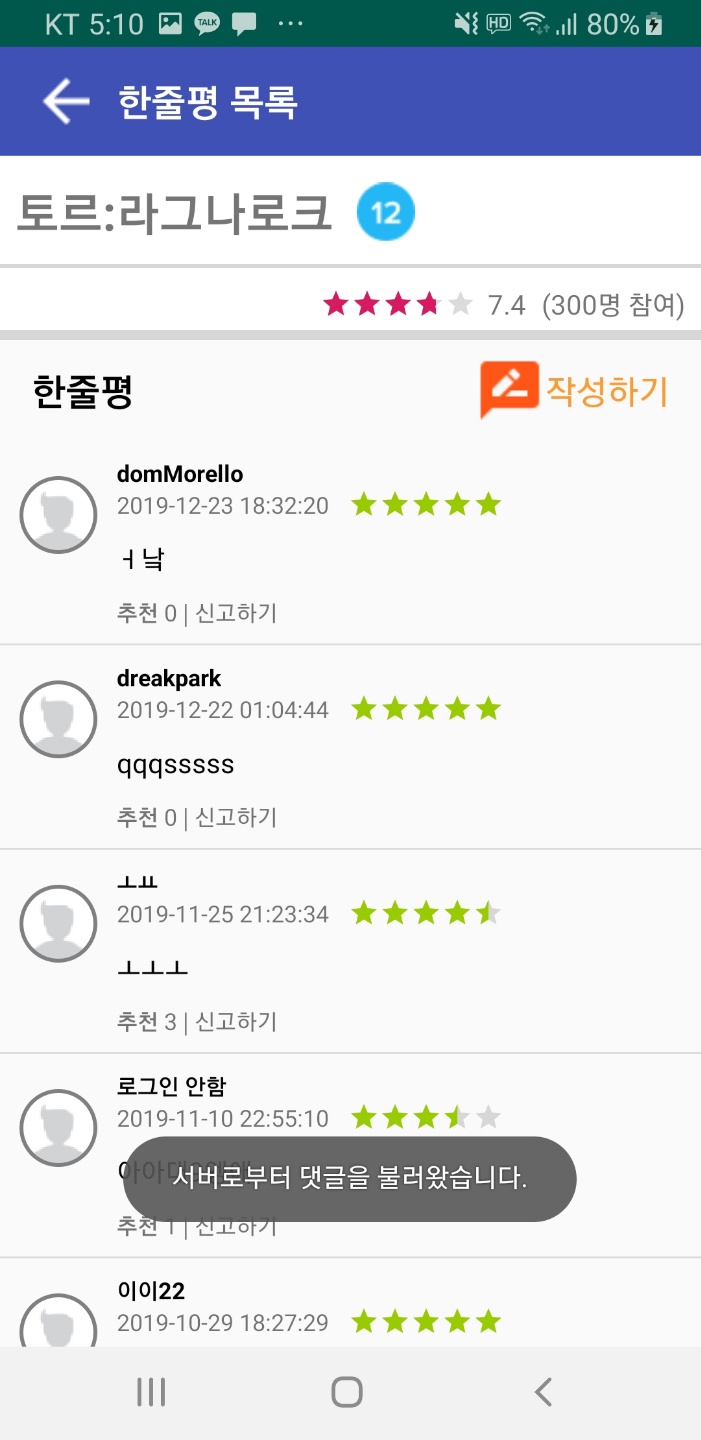 KT 5:10 TALK ... HD 80%
한줄평 목록
토르:라그나로크 12
7.4 (300명 참여)
한줄평 작성하기
domMorello
2019-12-23 18:32:20
ㅓ냨
추천 0 | 신고하기
dreakpark
2019-12-22 01:04:44
qqqsssss
추천 0 | 신고하기
ㅗㅛ
2019-11-25 21:23:34
ㅗㅗㅗ
추천 3 | 신고하기
로그인 안함
2019-11-10 22:55:10
서버로부터 댓글을 불러왔습니다.
추천 1 | 신고하기
이이22
2019-10-29 18:27:29